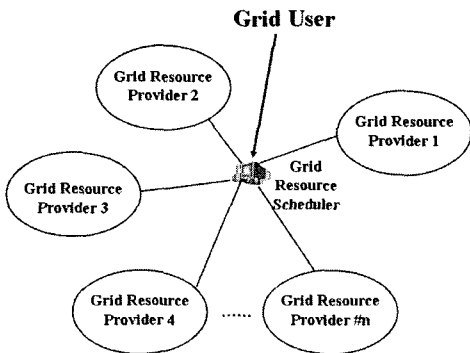 Grid User
Grid Resource
Provider 2
Grid Resource
Provider 1
Grid
Resource
Scheduler
Grid Resource
Provider 3
Grid Resource
Provider 4
......
Grid Resource
Provider #n